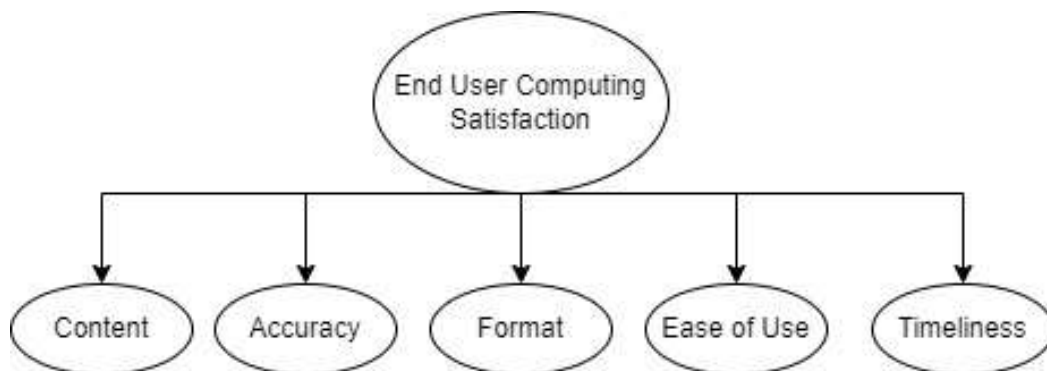 End User Computing
Satisfaction
Content
Accuracy
Format
Ease of Use
Timeliness